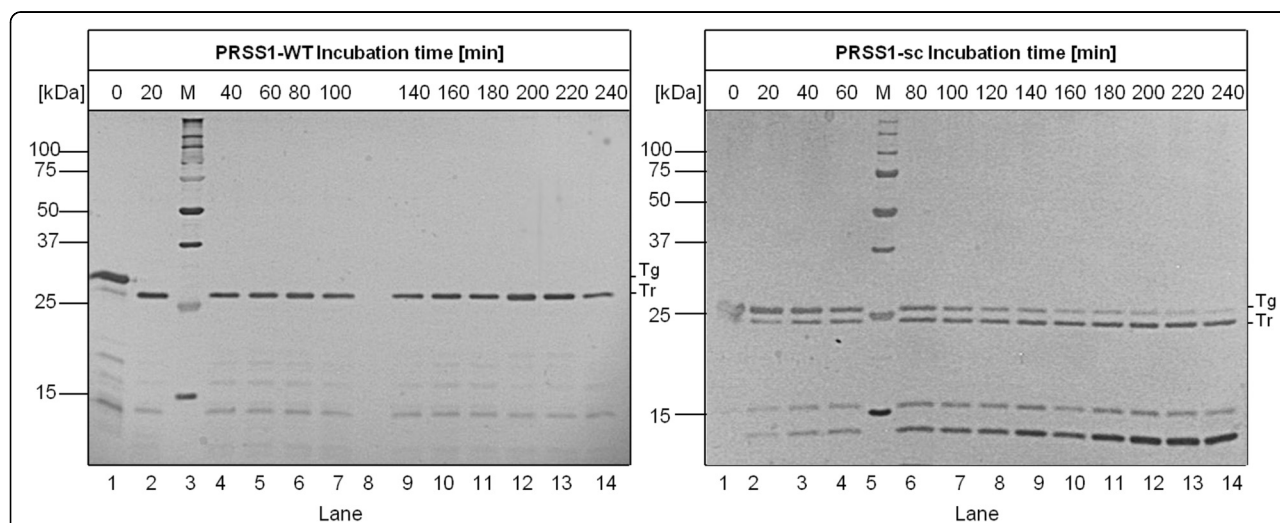 PRSS1-WT Incubation time [min]
[kDa] 0 20 M 40 60 80 100 140 160 180 200 220 240
100
75
50
37
25
15
Tg
Tr
1 2 3 4 5 6 7 8 9 10 11 12 13 14
Lane
PRSS1-sc Incubation time [min]
[kDa] 0 20 40 60 M 80 100 120 140 160 180 200 220 240
100
75
50
37
25
15
Tg
Tr
1 2 3 4 5 6 7 8 9 10 11 12 13 14
Lane